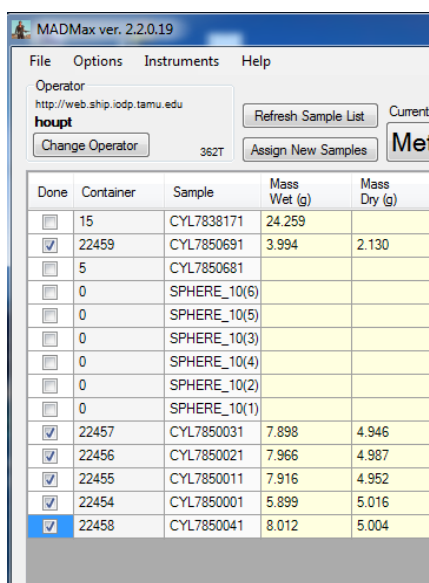 MADMax ver. 2.2.0.19
File Options Instruments Help
Operator
http://web.ship.iodp.tamu.edu
houpt
Change Operator
362T
Refresh Sample List
Assign New Samples
Current
Met
Done Container Sample Mass Wet (g) Mass Dry (g)
15 CYL7838171 24.259
22459 CYL7850691 3.994 2.130
5 CYL7850681
0 SPHERE_10(6)
0 SPHERE_10(5)
0 SPHERE_10(3)
0 SPHERE_10(4)
0 SPHERE_10(2)
0 SPHERE_10(1)
22457 CYL7850031 7.898 4.946
22456 CYL7850021 7.966 4.987
22455 CYL7850011 7.916 4.952
22454 CYL7850001 5.899 5.016
22458 CYL7850041 8.012 5.004